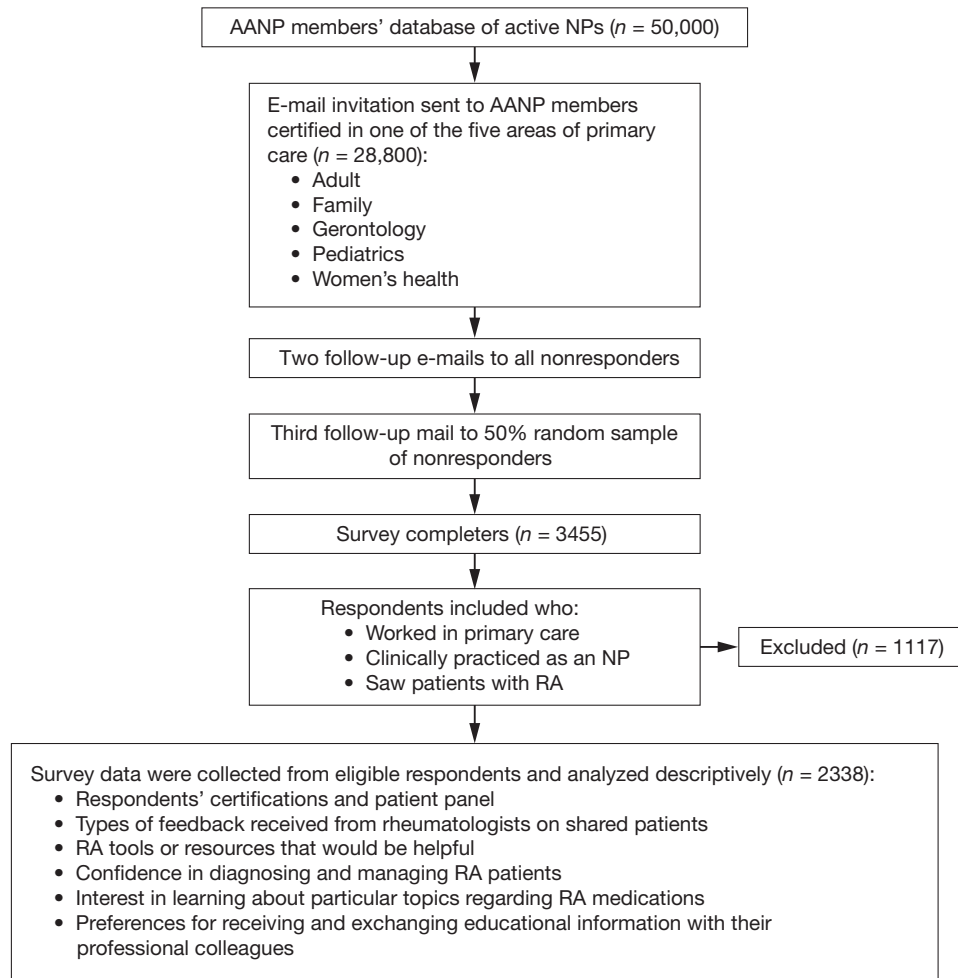 AANP members’ database of active NPs (n = 50,000)
E-mail invitation sent to AANP members
certified in one of the five areas of primary
care (n = 28,800):
• Adult
• Family
• Gerontology
• Pediatrics
• Women’s health
Two follow-up e-mails to all nonresponders
Third follow-up mail to 50% random sample
of nonresponders
Survey completers (n = 3455)
Respondents included who:
• Worked in primary care
• Clinically practiced as an NP
• Saw patients with RA
Excluded (n = 1117)
Survey data were collected from eligible respondents and analyzed descriptively (n = 2338):
• Respondents’ certifications and patient panel
• Types of feedback received from rheumatologists on shared patients
• RA tools or resources that would be helpful
• Confidence in diagnosing and managing RA patients
• Interest in learning about particular topics regarding RA medications
• Preferences for receiving and exchanging educational information with their
professional colleagues